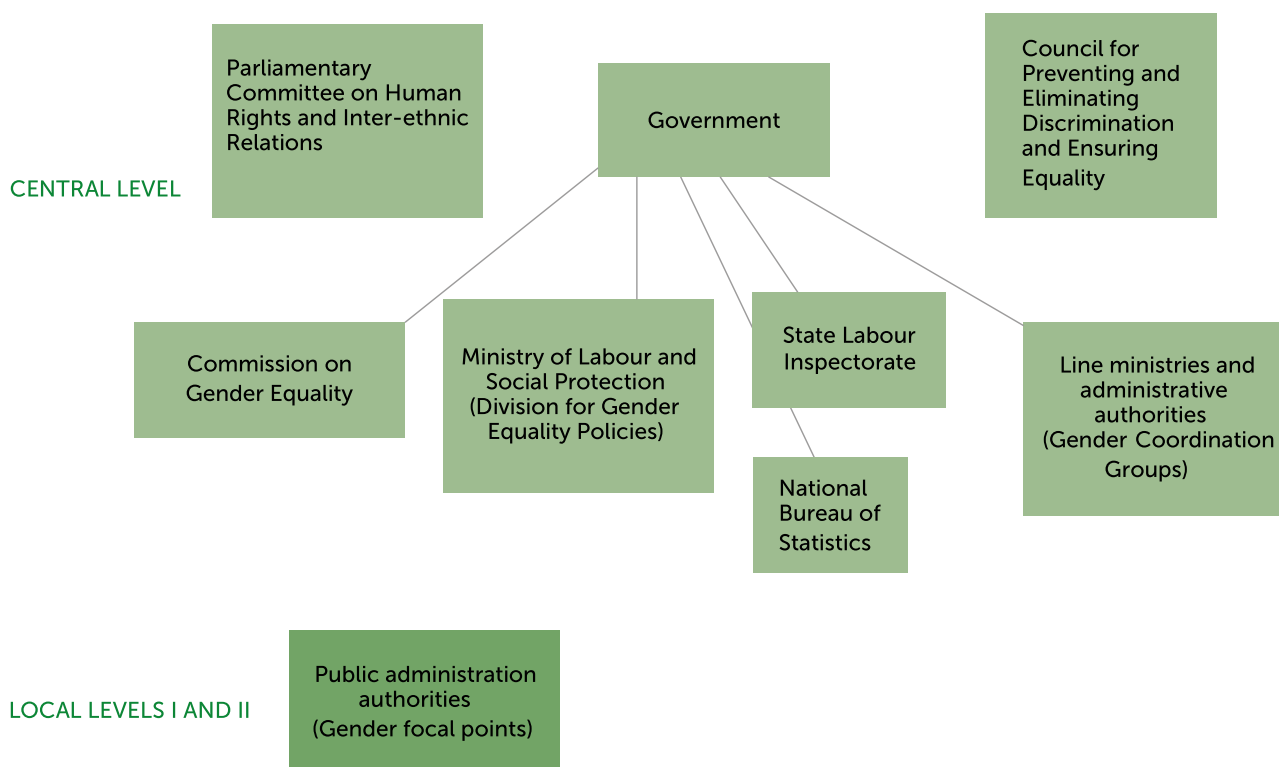 Parliamentary
Committee on Human
Rights and Inter-ethnic
Relations
Government
Council for
Preventing and
Eliminating
Discrimination
and Ensuring
Equality
CENTRAL LEVEL
Commission on
Gender Equality
Ministry of Labour and
Social Protection
(Division for Gender
Equality Policies)
State Labour
Inspectorate
Line ministries and
administrative
authorities
(Gender Coordination
Groups)
National
Bureau of
Statistics
LOCAL LEVELS I AND II
Public administration
authorities
(Gender focal points)